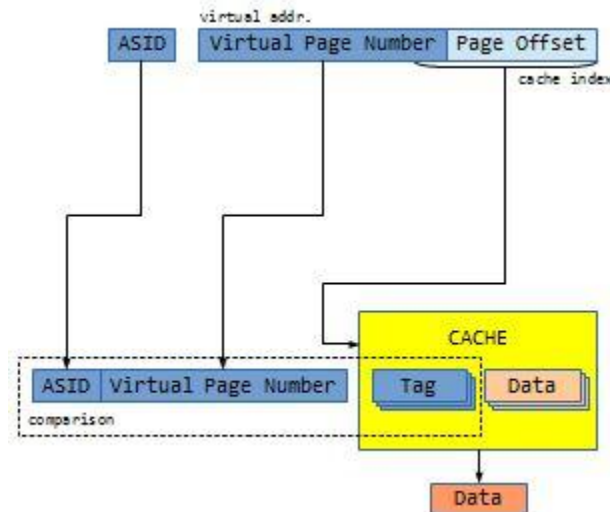 virtual addr.
ASID Virtual Page Number Page Offset
cache index
CACHE
ASID Virtual Page Number Tag Data
comparison
Data